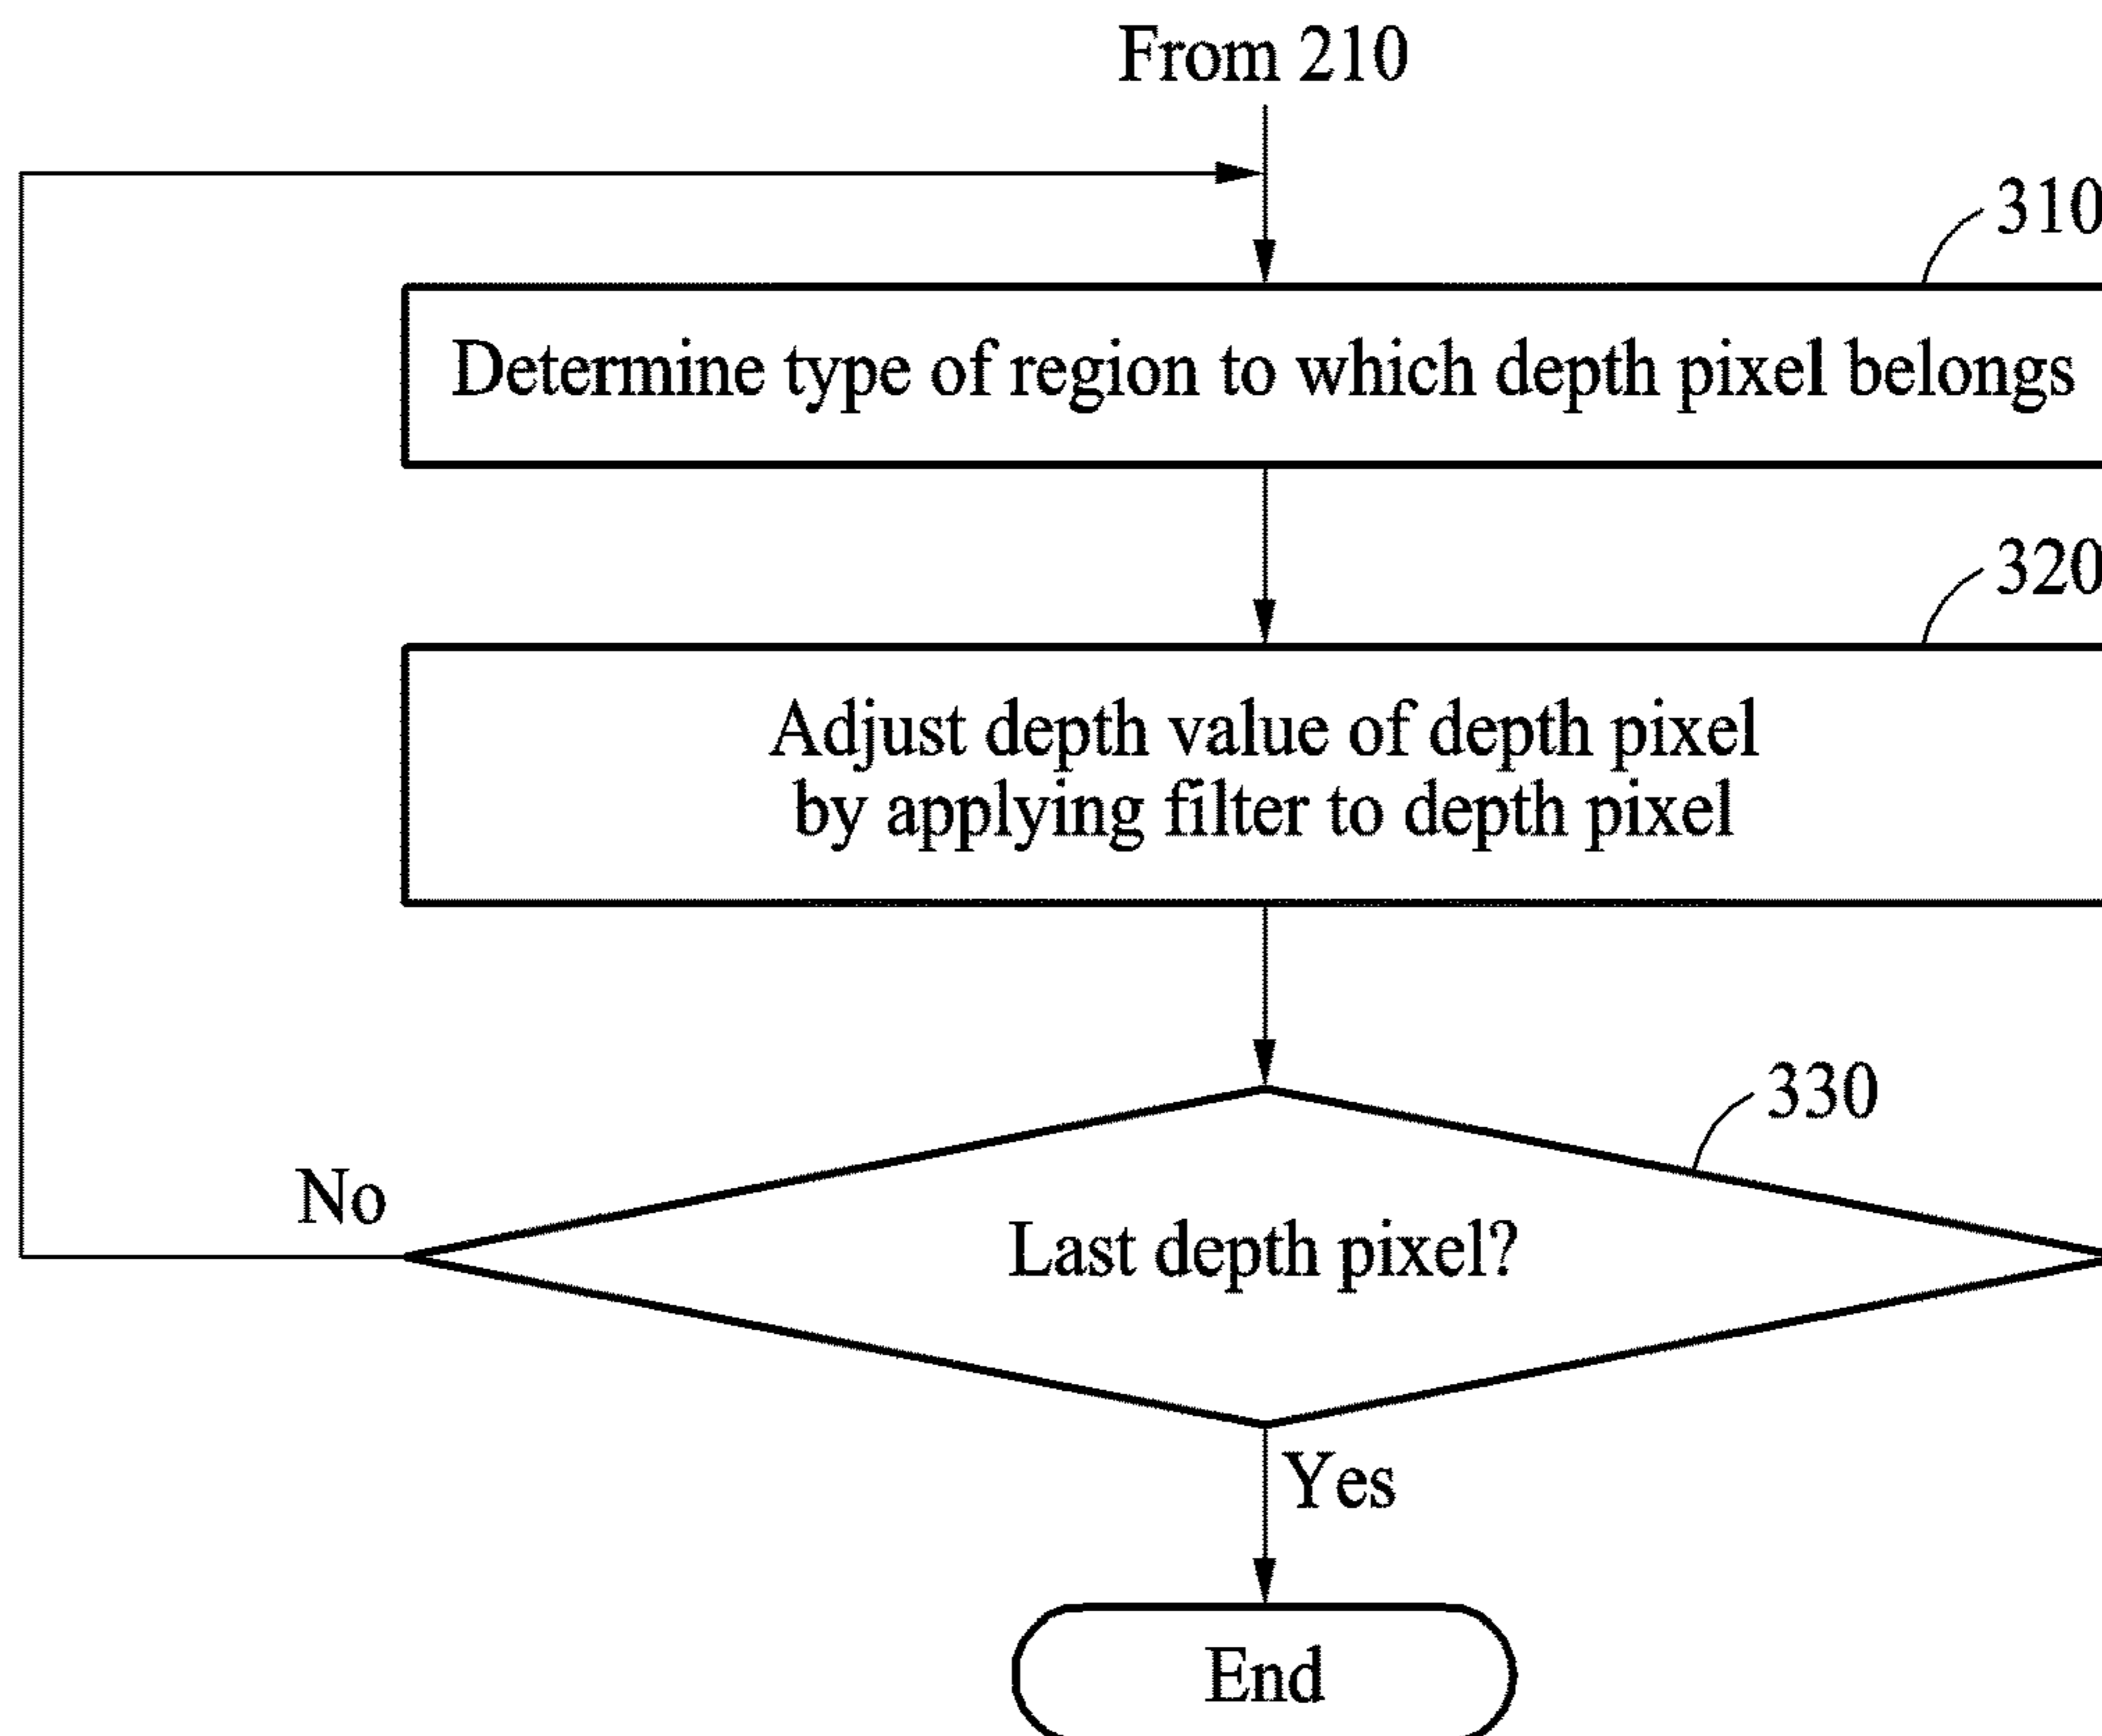 From 210
310
Determine type of region to which depth pixel belongs
320
Adjust depth value of depth pixel
by applying filter to depth pixel
330
No
Last depth pixel?
Yes
End